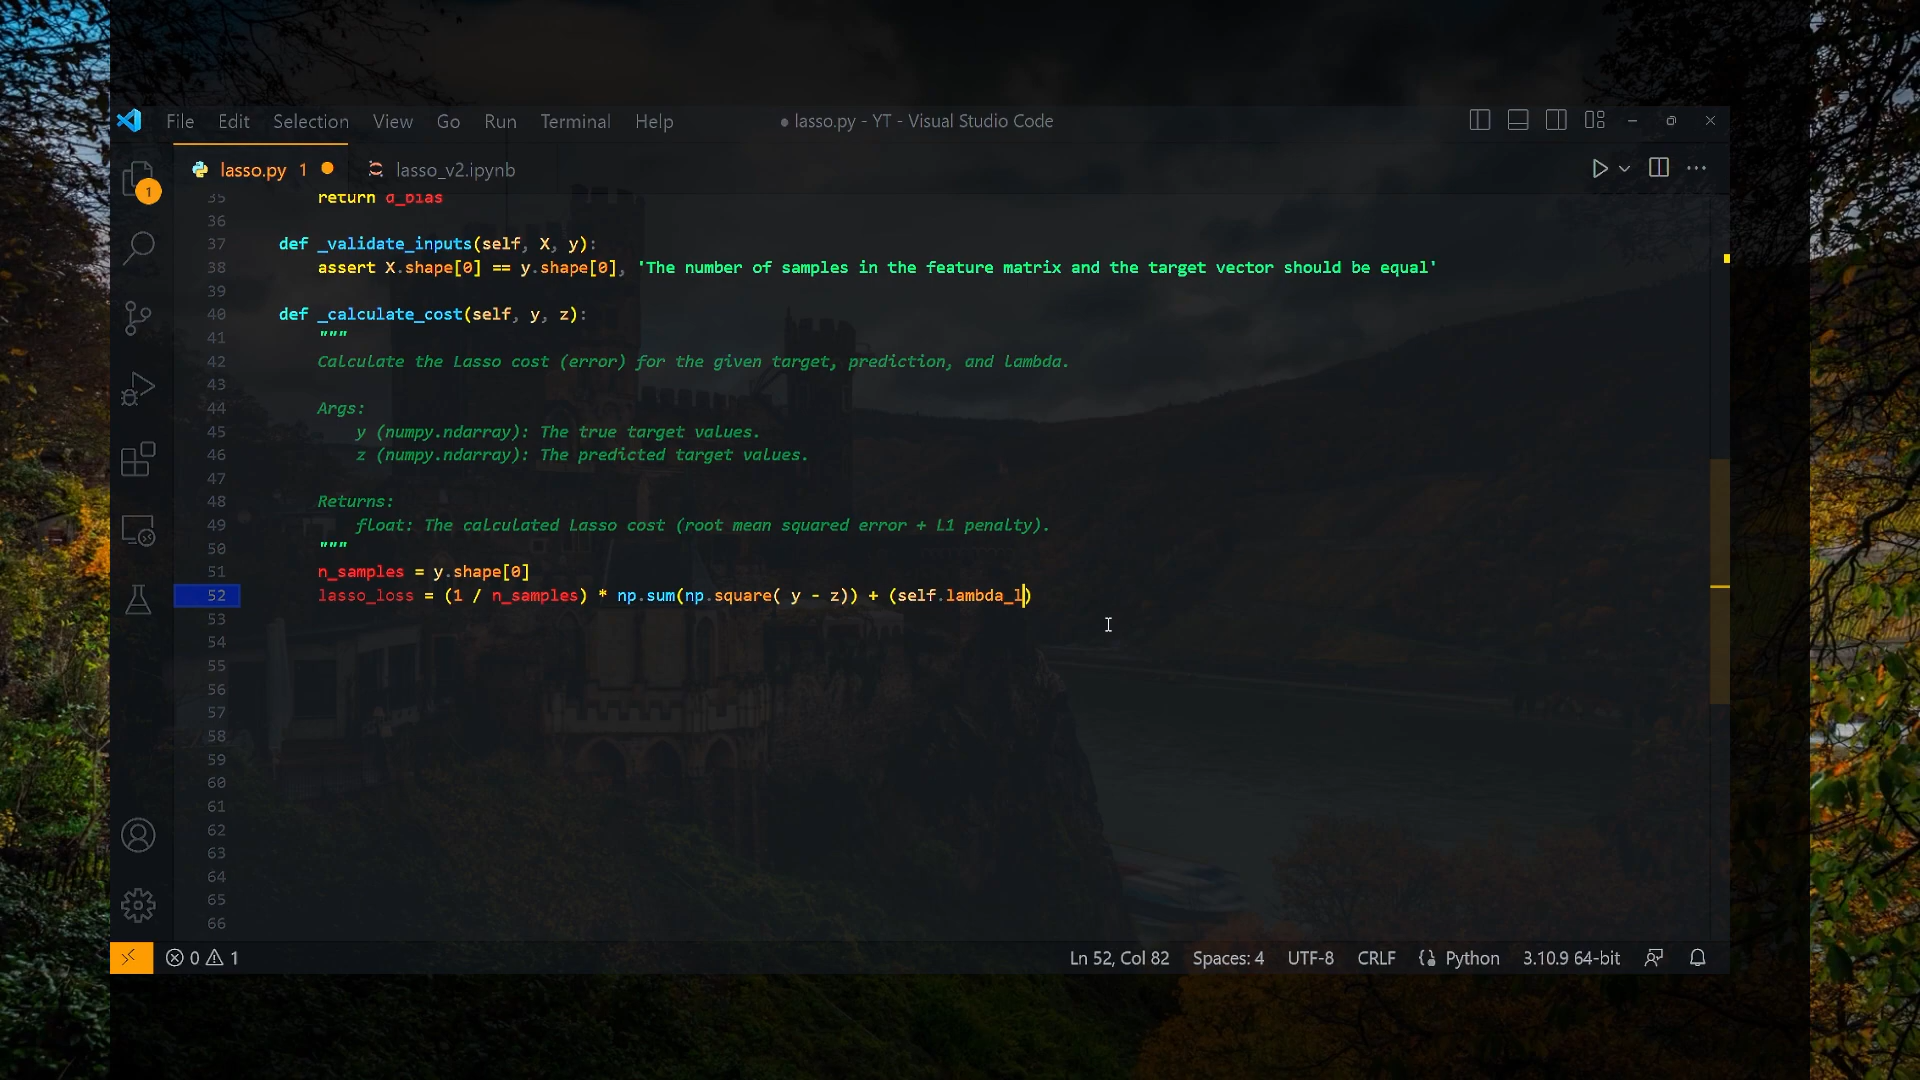 File Edit Selection View Go Run Terminal Help ● lasso.py - YT - Visual Studio Code
lasso.py 1 lasso_v2.ipynb
1
35 return d_bias
36
37 def _validate_inputs(self, X, y):
38 assert X.shape[0] == y.shape[0], 'The number of samples in the feature matrix and the target vector should be equal'
39
40 def _calculate_cost(self, y, z):
41 """
42 Calculate the Lasso cost (error) for the given target, prediction, and lambda.
43
44 Args:
45 y (numpy.ndarray): The true target values.
46 z (numpy.ndarray): The predicted target values.
47
48 Returns:
49 float: The calculated Lasso cost (root mean squared error + L1 penalty).
50 """
51 n_samples = y.shape[0]
52 lasso_loss = (1 / n_samples) * np.sum(np.square( y - z)) + (self.lambda_l)
53
54
55
56
57
58
59
60
61
62
63
64
65
66
0 1 Ln 52, Col 82 Spaces: 4 UTF-8 CRLF Python 3.10.9 64-bit